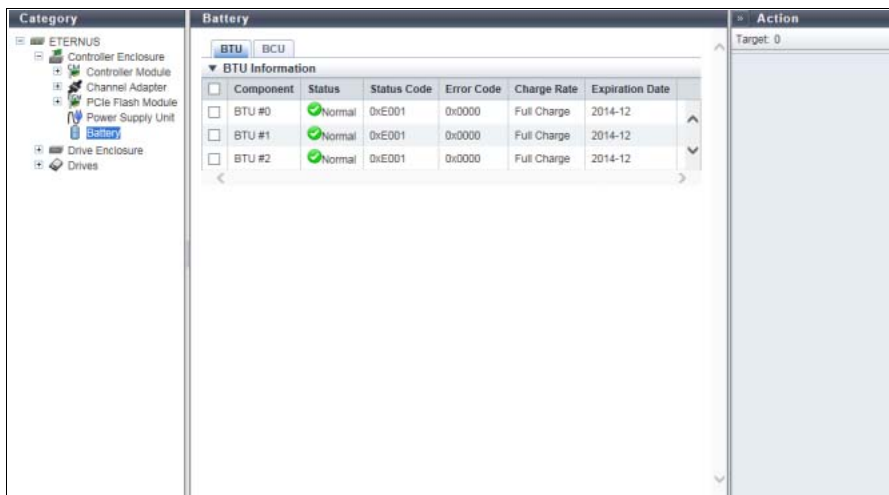 Category
ETERNUS
Controller Enclosure
Controller Module
Channel Adapter
PCIe Flash Module
Power Supply Unit
Battery
Drive Enclosure
Drives
Battery
BTU BCU
BTU Information
Component Status Status Code Error Code Charge Rate Expiration Date
BTU #0 Normal 0xE001 0x0000 Full Charge 2014-12
BTU #1 Normal 0xE001 0x0000 Full Charge 2014-12
BTU #2 Normal 0xE001 0x0000 Full Charge 2014-12
» Action
Target: 0